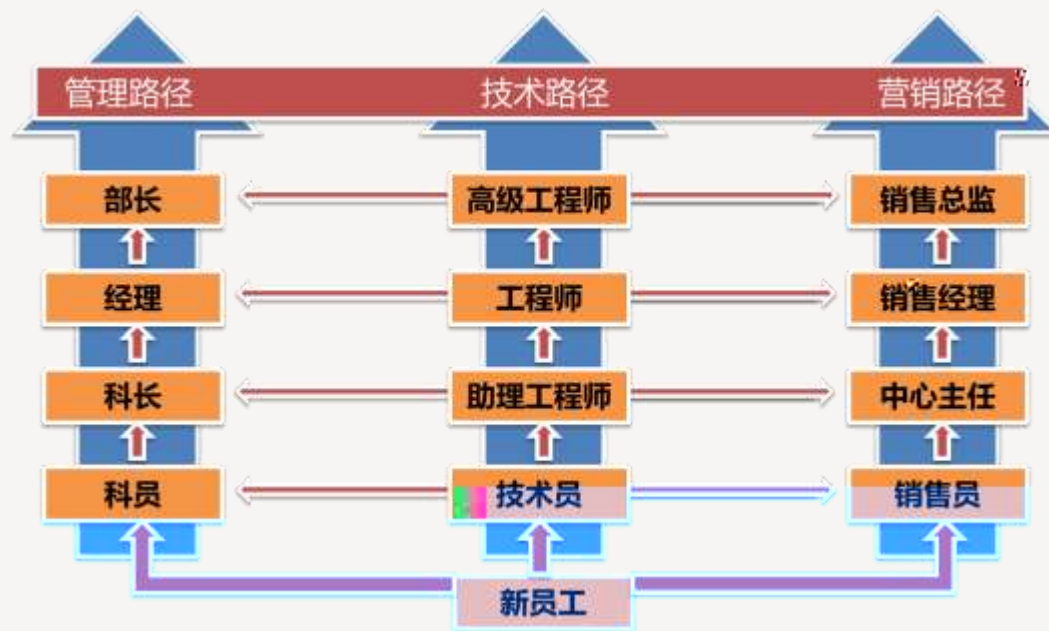 管理路径 技术路径 营销路径
部长 高级工程师 销售总监
经理 工程师 销售经理
科长 助理工程师 中心主任
科员 技术员 销售员
新员工